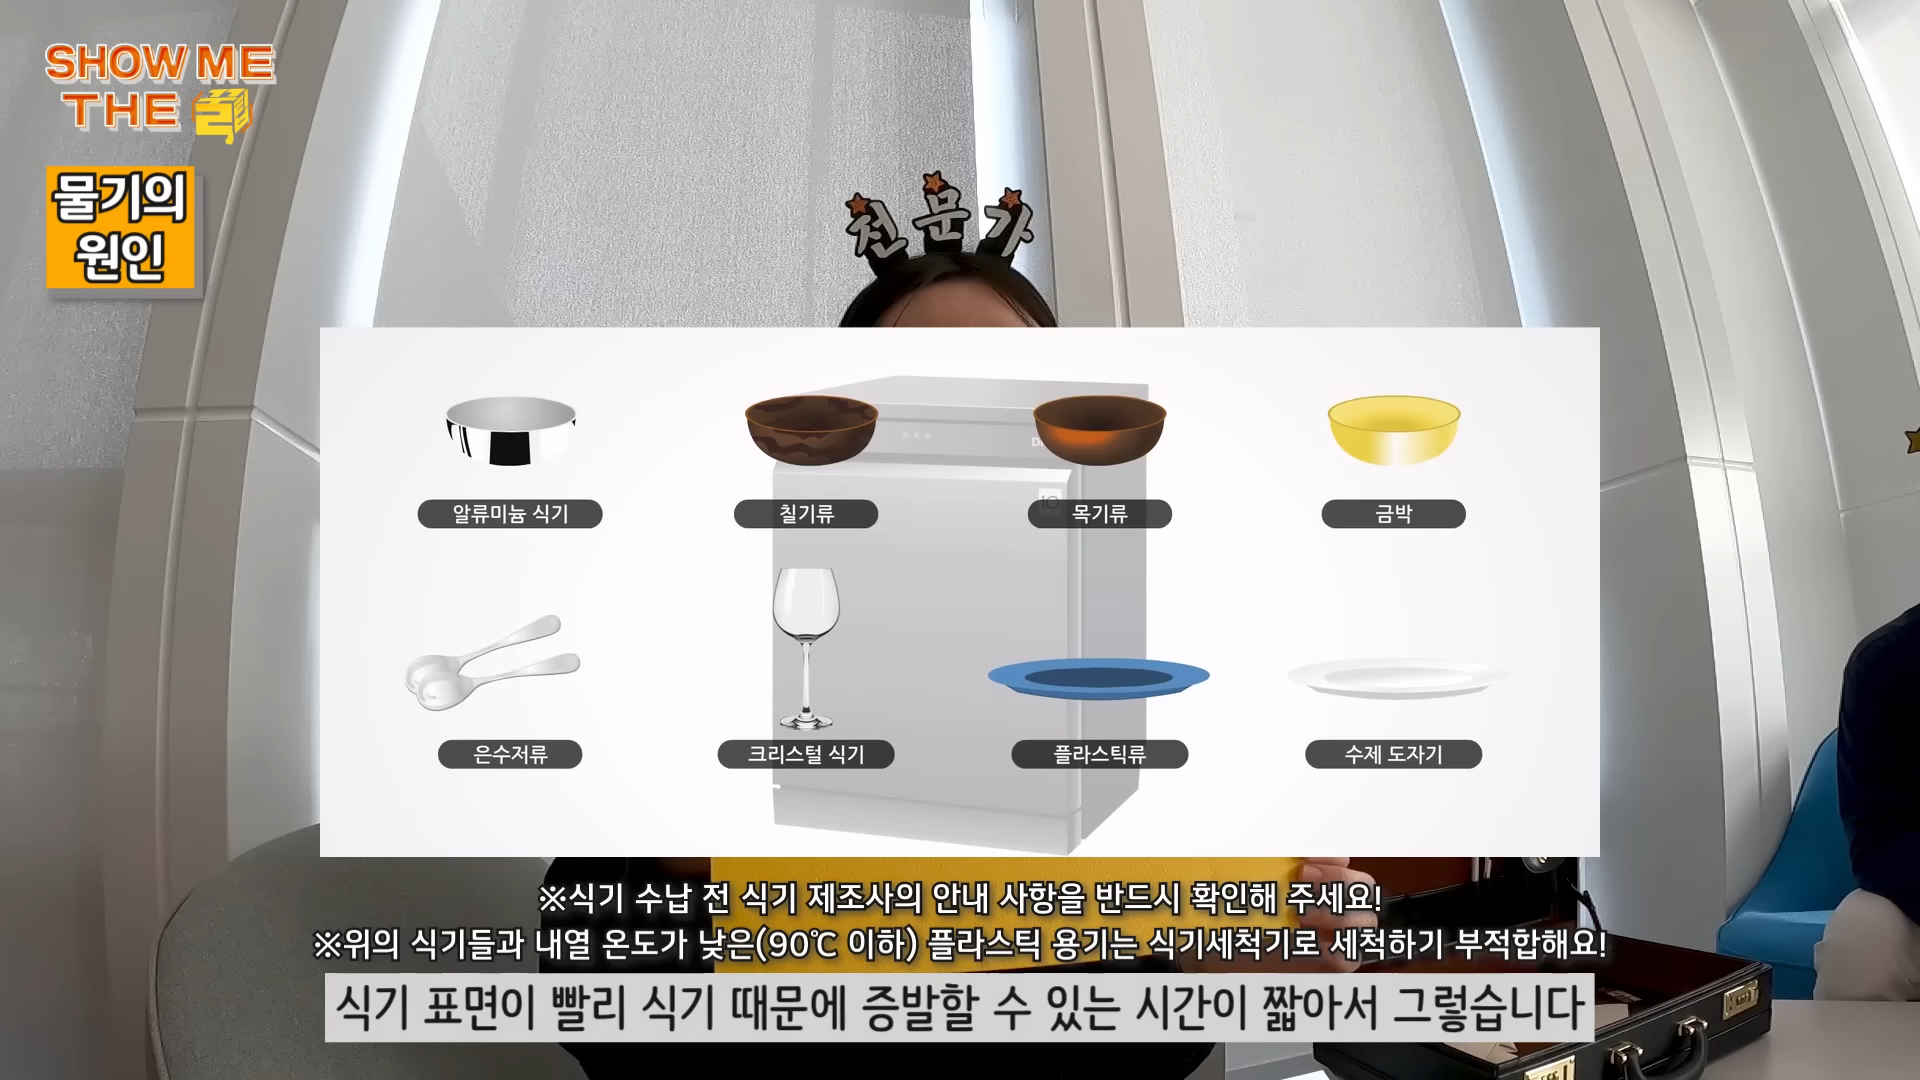 SHOW ME
THE 꿀
물기의
원인
전문가
알류미늄 식기
칠기류
목기류
금박
은수저류
크리스털 식기
플라스틱류
수제 도자기
※식기 수납 전 식기 제조사의 안내 사항을 반드시 확인해 주세요!
※위의 식기들과 내열 온도가 낮은(90℃ 이하) 플라스틱 용기는 식기세척기로 세척하기 부적합해요!
식기 표면이 빨리 식기 때문에 증발할 수 있는 시간이 짧아서 그렇습니다